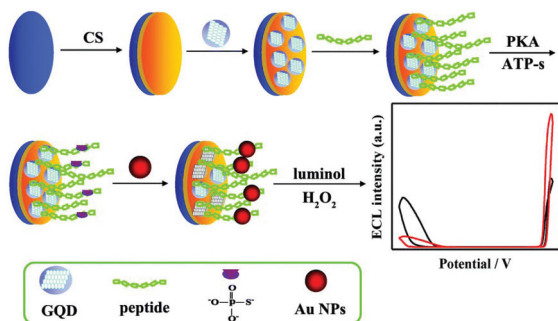 CS
PKA
ATP-s
luminol
H₂O₂
ECL intensity (a.u.)
Potential / V
GQD
peptide
O
⁻O-P-S⁻
O⁻
Au NPs